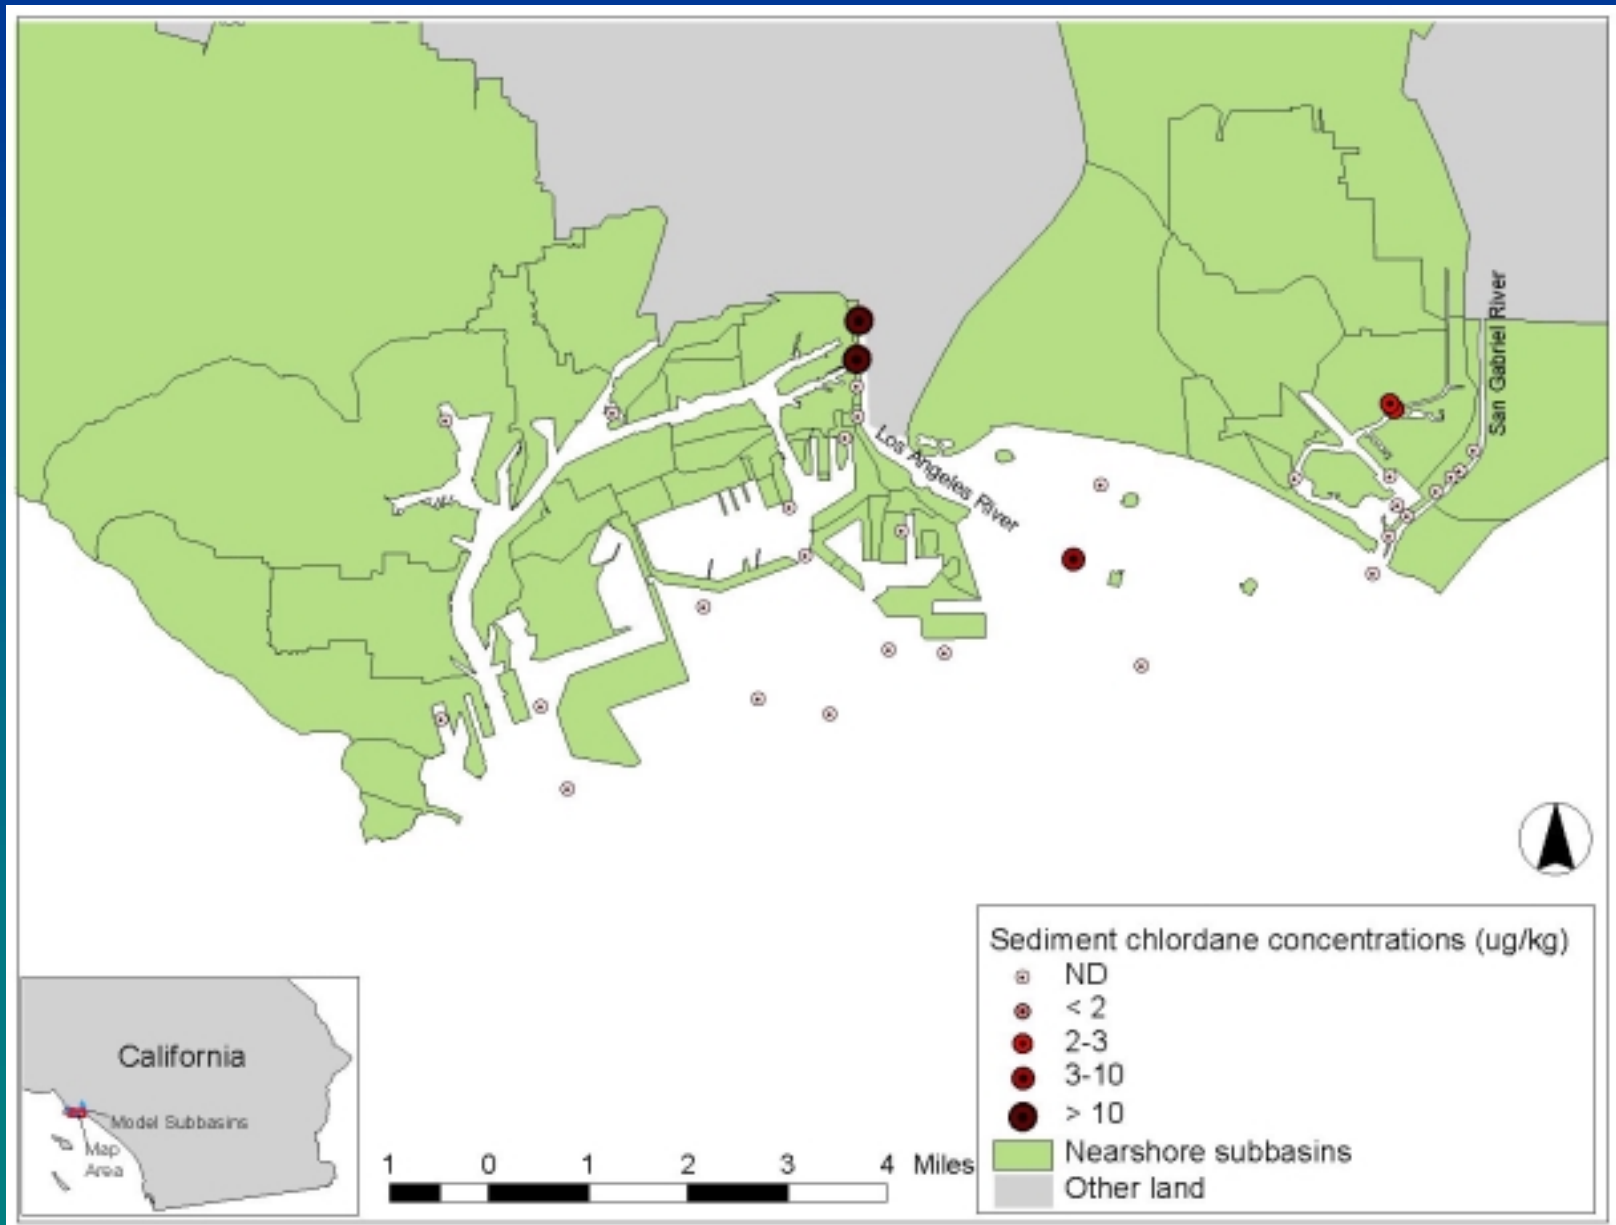 San Gabriel River
Los Angeles River
Sediment chlordane concentrations (ug/kg)
ND
< 2
2-3
3-10
> 10
Nearshore subbasins
Other land
California
Model Subbasins
Map
Area
1 0 1 2 3 4 Miles